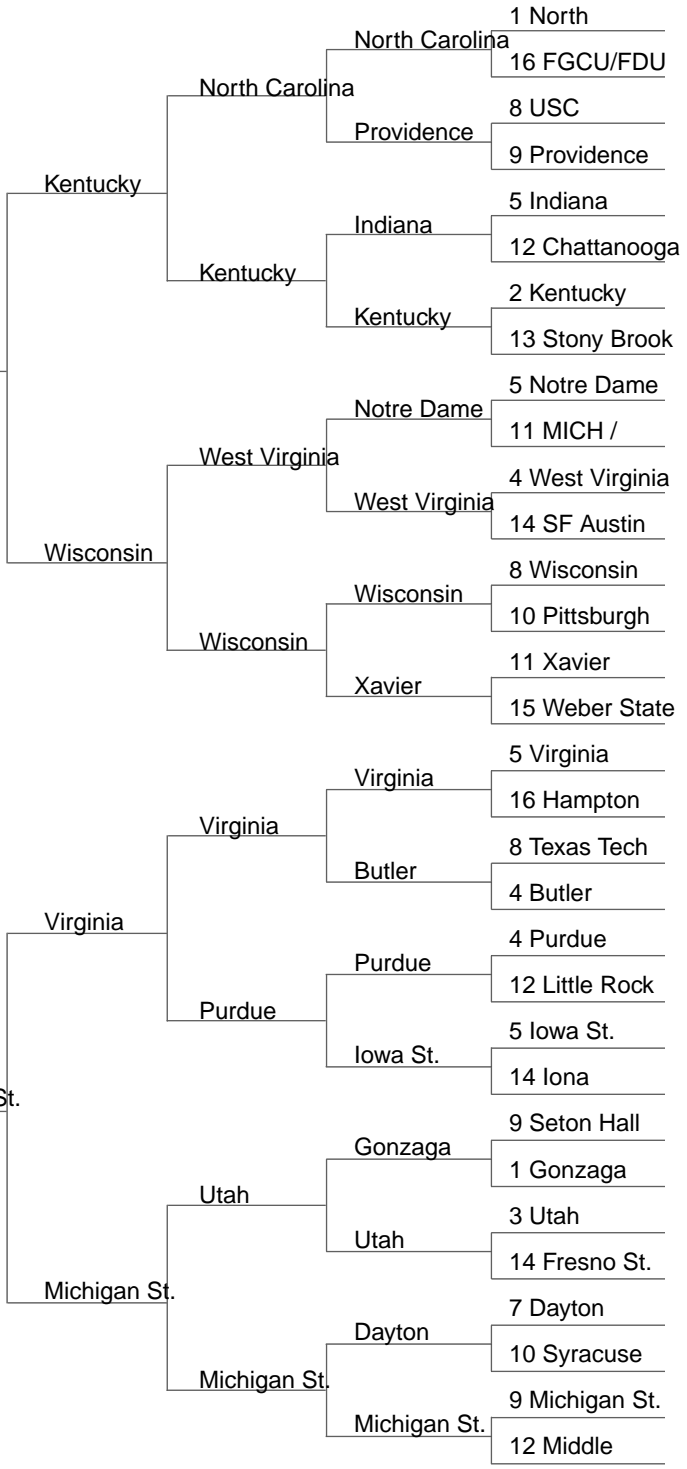 1 North
North Carolina
16 FGCU/FDU
North Carolina
8 USC
Providence
9 Providence
Kentucky
5 Indiana
Indiana
12 Chattanooga
Kentucky
2 Kentucky
Kentucky
13 Stony Brook
5 Notre Dame
Notre Dame
11 MICH /
West Virginia
4 West Virginia
West Virginia
14 SF Austin
Wisconsin
8 Wisconsin
Wisconsin
10 Pittsburgh
Wisconsin
11 Xavier
Xavier
15 Weber State
5 Virginia
Virginia
16 Hampton
Virginia
8 Texas Tech
Butler
4 Butler
Virginia
4 Purdue
Purdue
12 Little Rock
Purdue
5 Iowa St.
Iowa St.
14 Iona
St.
9 Seton Hall
Gonzaga
1 Gonzaga
Utah
3 Utah
Utah
14 Fresno St.
Michigan St.
7 Dayton
Dayton
10 Syracuse
Michigan St.
9 Michigan St.
Michigan St.
12 Middle